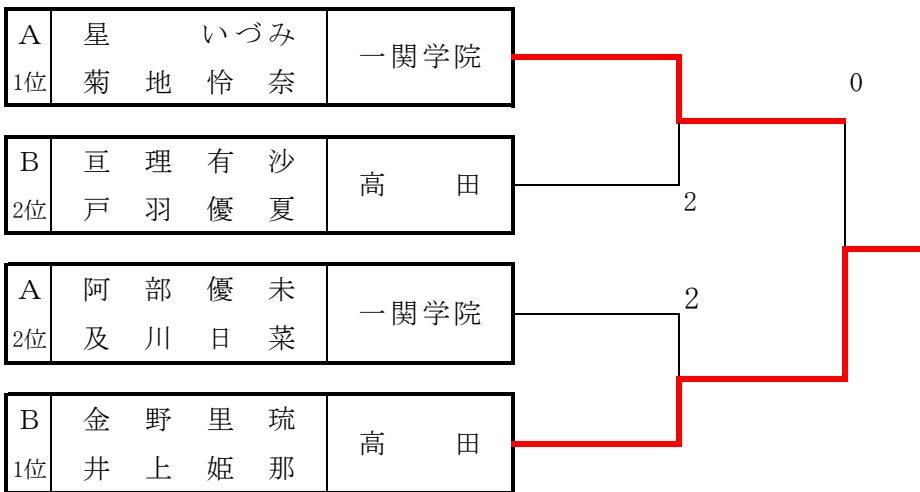 A 星 いづみ 一関学院
1位 菊地怜奈
0
B 亘理有沙 高田
2位 戸羽優夏
2
A 阿部優未 一関学院
2位 及川日菜
2
B 金野里琉 高田
1位 井上姫那